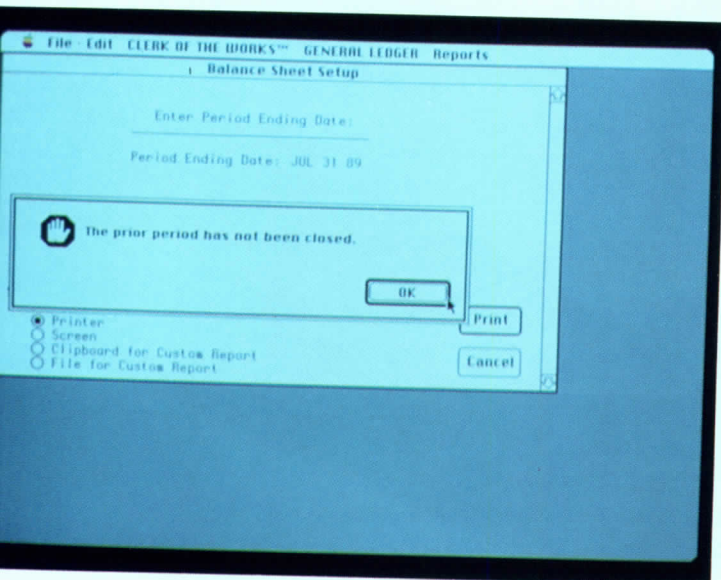 File Edit CLERK OF THE WORKS™ GENERAL LEDGER Reports
Balance Sheet Setup
Enter Period Ending Date:
Period Ending Date: JUL 31 89
The prior period has not been closed.
OK
Printer
Screen
Clipboard for Custom Report
File for Custom Report
Print
Cancel